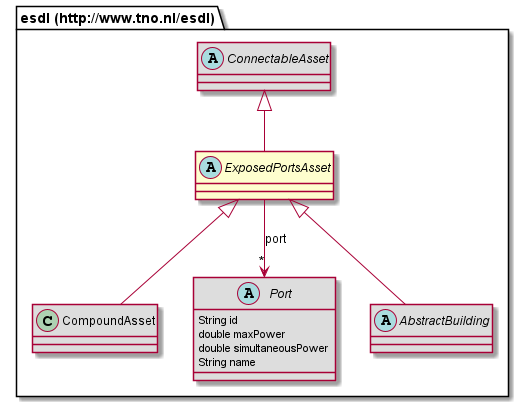 esdl (http://www.tno.nl/esdl)
A ConnectableAsset
A ExposedPortsAsset
port
*
C CompoundAsset
A Port
String id
double maxPower
double simultaneousPower
String name
A AbstractBuilding